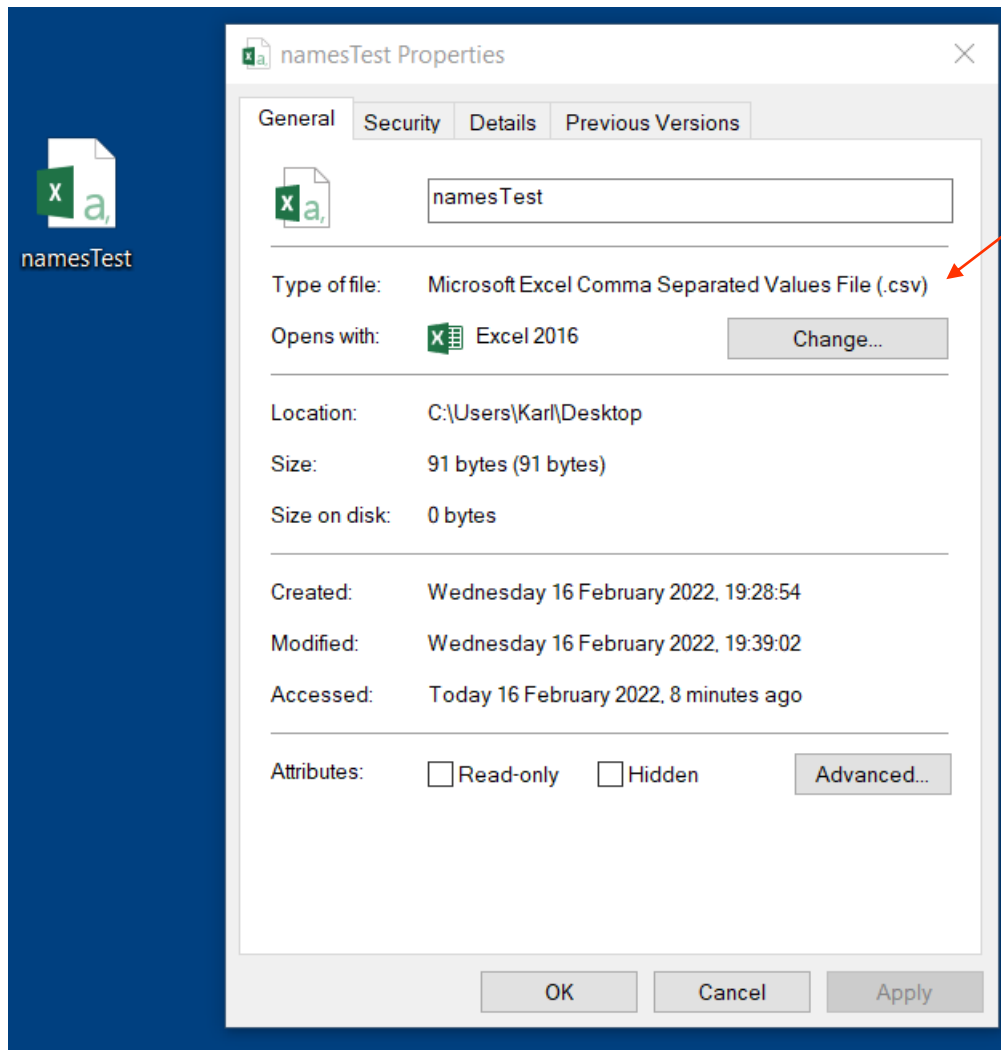 namesTest Properties
General Security Details Previous Versions
namesTest
namesTest
Type of file: Microsoft Excel Comma Separated Values File (.csv)
Opens with: Excel 2016 Change...
Location: C:\Users\Karl\Desktop
Size: 91 bytes (91 bytes)
Size on disk: 0 bytes
Created: Wednesday 16 February 2022, 19:28:54
Modified: Wednesday 16 February 2022, 19:39:02
Accessed: Today 16 February 2022, 8 minutes ago
Attributes: Read-only Hidden Advanced...
OK Cancel Apply